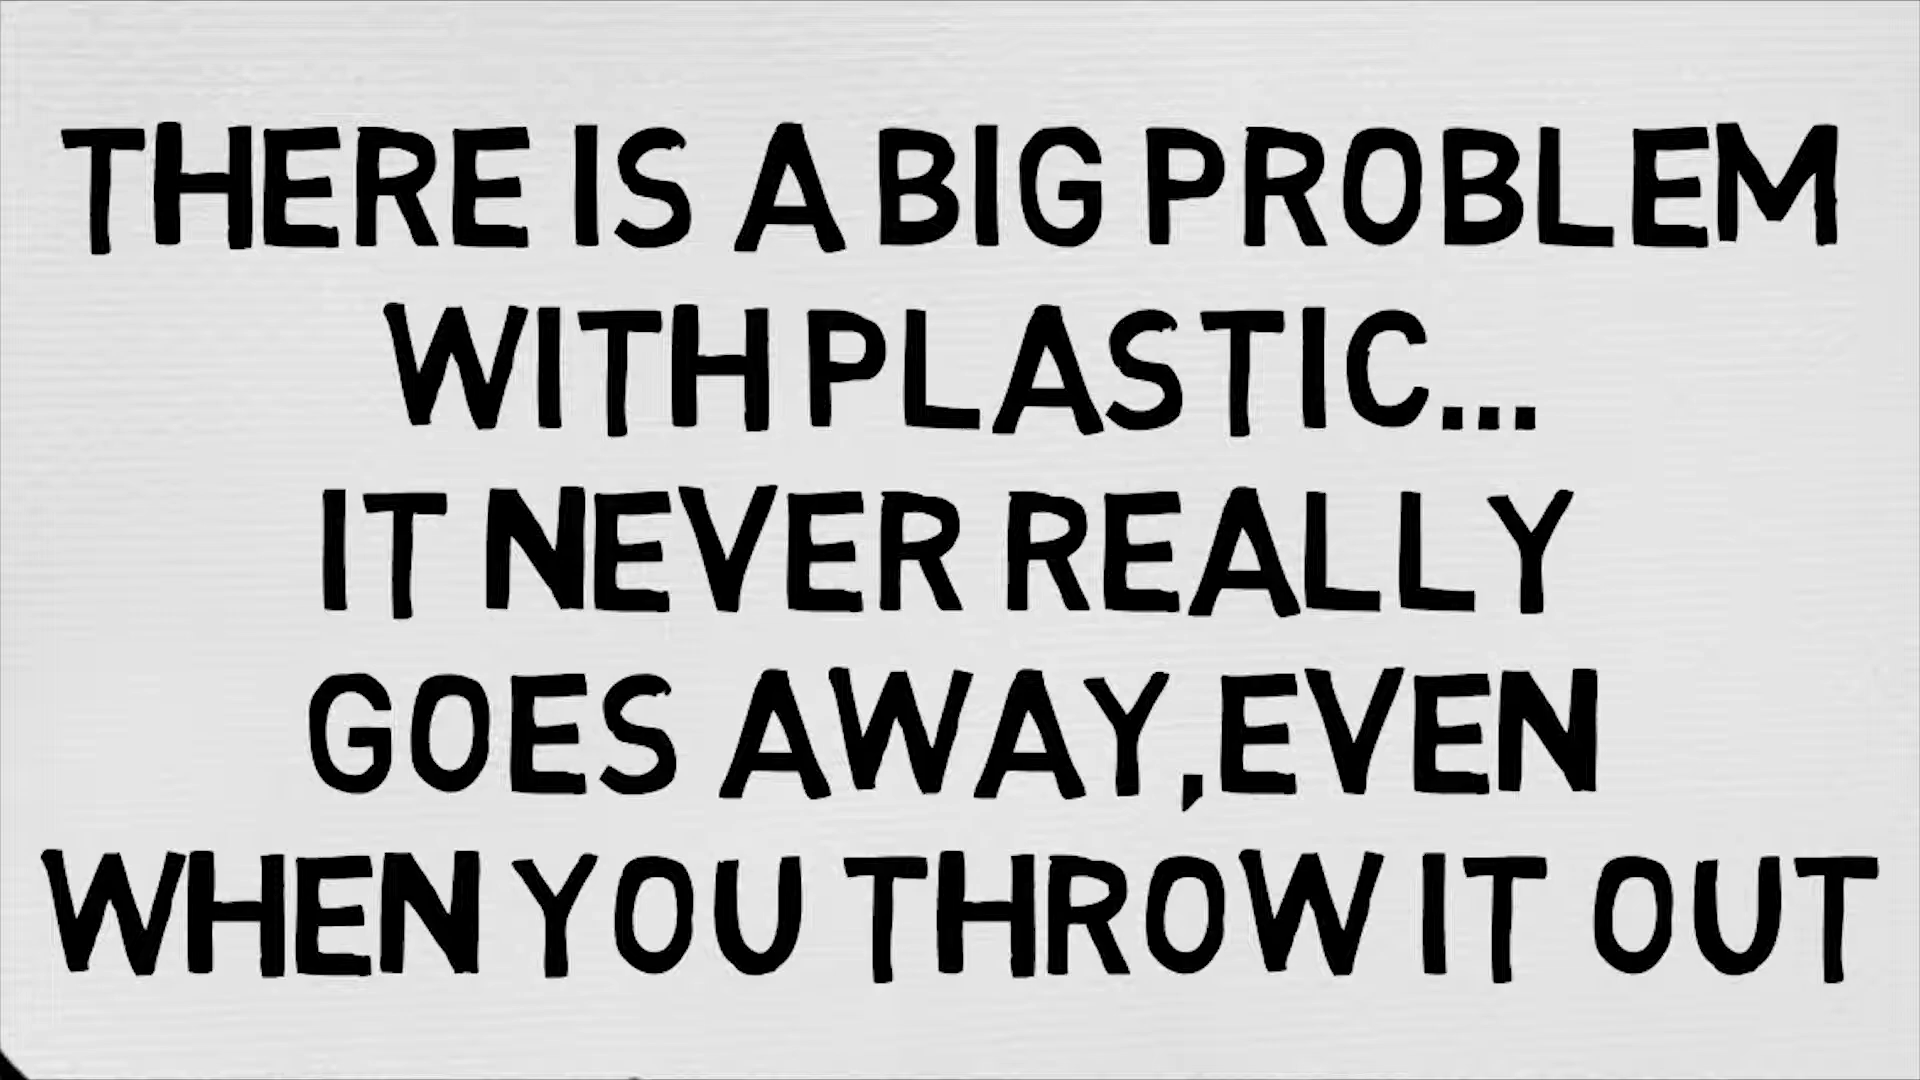 THERE IS A BIG PROBLEM
WITH PLASTIC...
IT NEVER REALLY
GOES AWAY,EVEN
WHEN YOU THROW IT OUT